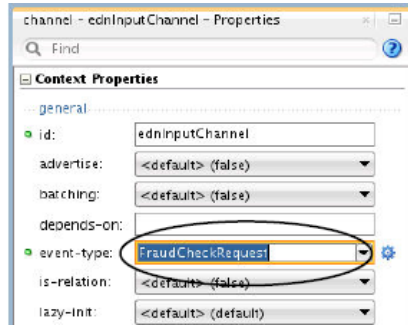 channel - ednInputChannel - Properties
Find
Context Properties
general
id: ednInputChannel
advertise: <default> (false)
batching: <default> (false)
depends-on:
event-type: FraudCheckRequest
is-relation: <default> (false)
lazy-init: <default> (default)